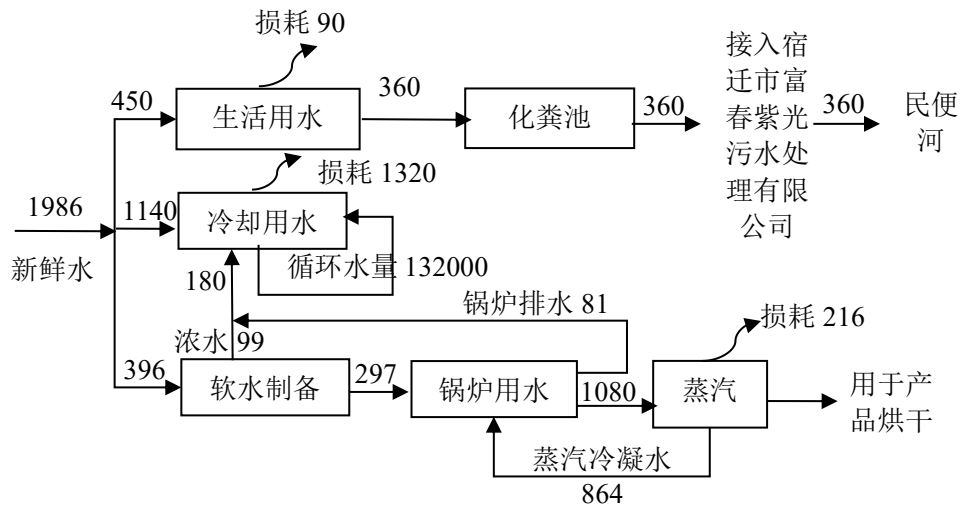 损耗 90
450
生活用水
360
化粪池
360
接入宿
迁市富
春紫光
污水处
理有限
公司
360
民便
河
1986
新鲜水
1140
冷却用水
损耗 1320
循环水量 132000
180
锅炉排水 81
浓水 99
396
软水制备
297
锅炉用水
1080
蒸汽
损耗 216
用于产
品烘干
蒸汽冷凝水
864